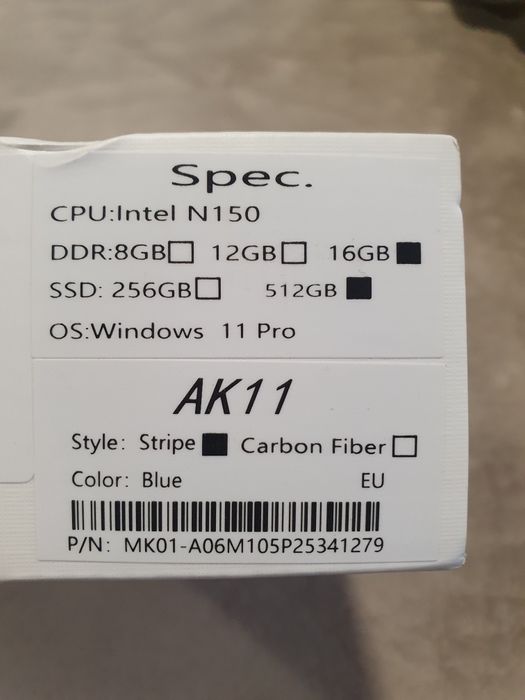 Spec.
CPU:Intel N150
DDR:8GB☐ 12GB☐ 16GB■
SSD: 256GB☐ 512GB■
OS:Windows 11 Pro
AK11
Style: Stripe■ Carbon Fiber☐
Color: Blue EU
P/N: MK01-A06M105P25341279